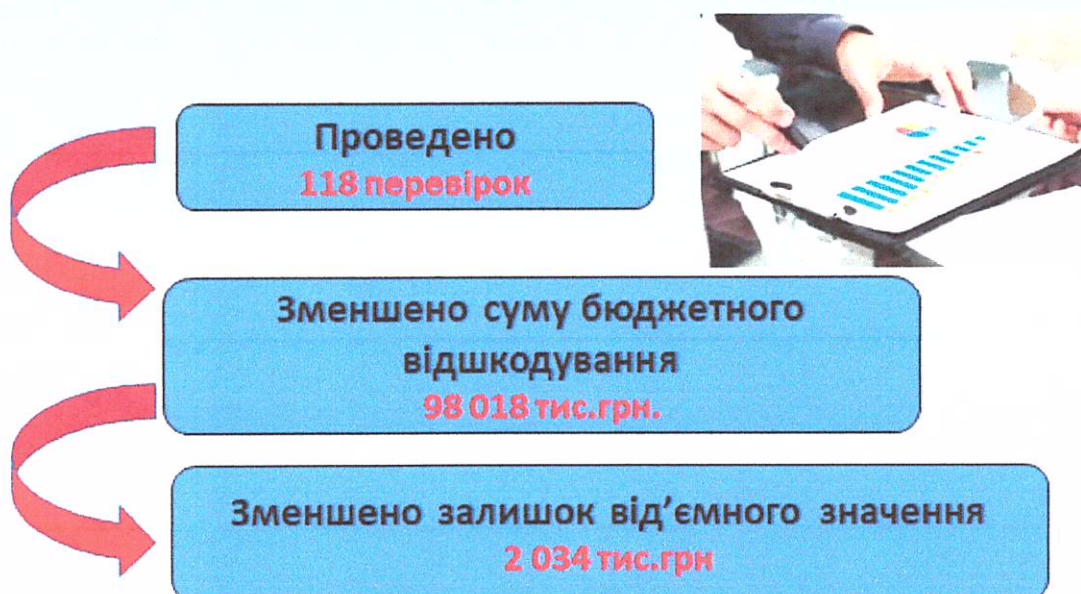 Проведено
118 перевірок
Зменшено суму бюджетного
відшкодування
98 018 тис.грн.
Зменшено залишок від’ємного значення
2 034 тис.грн